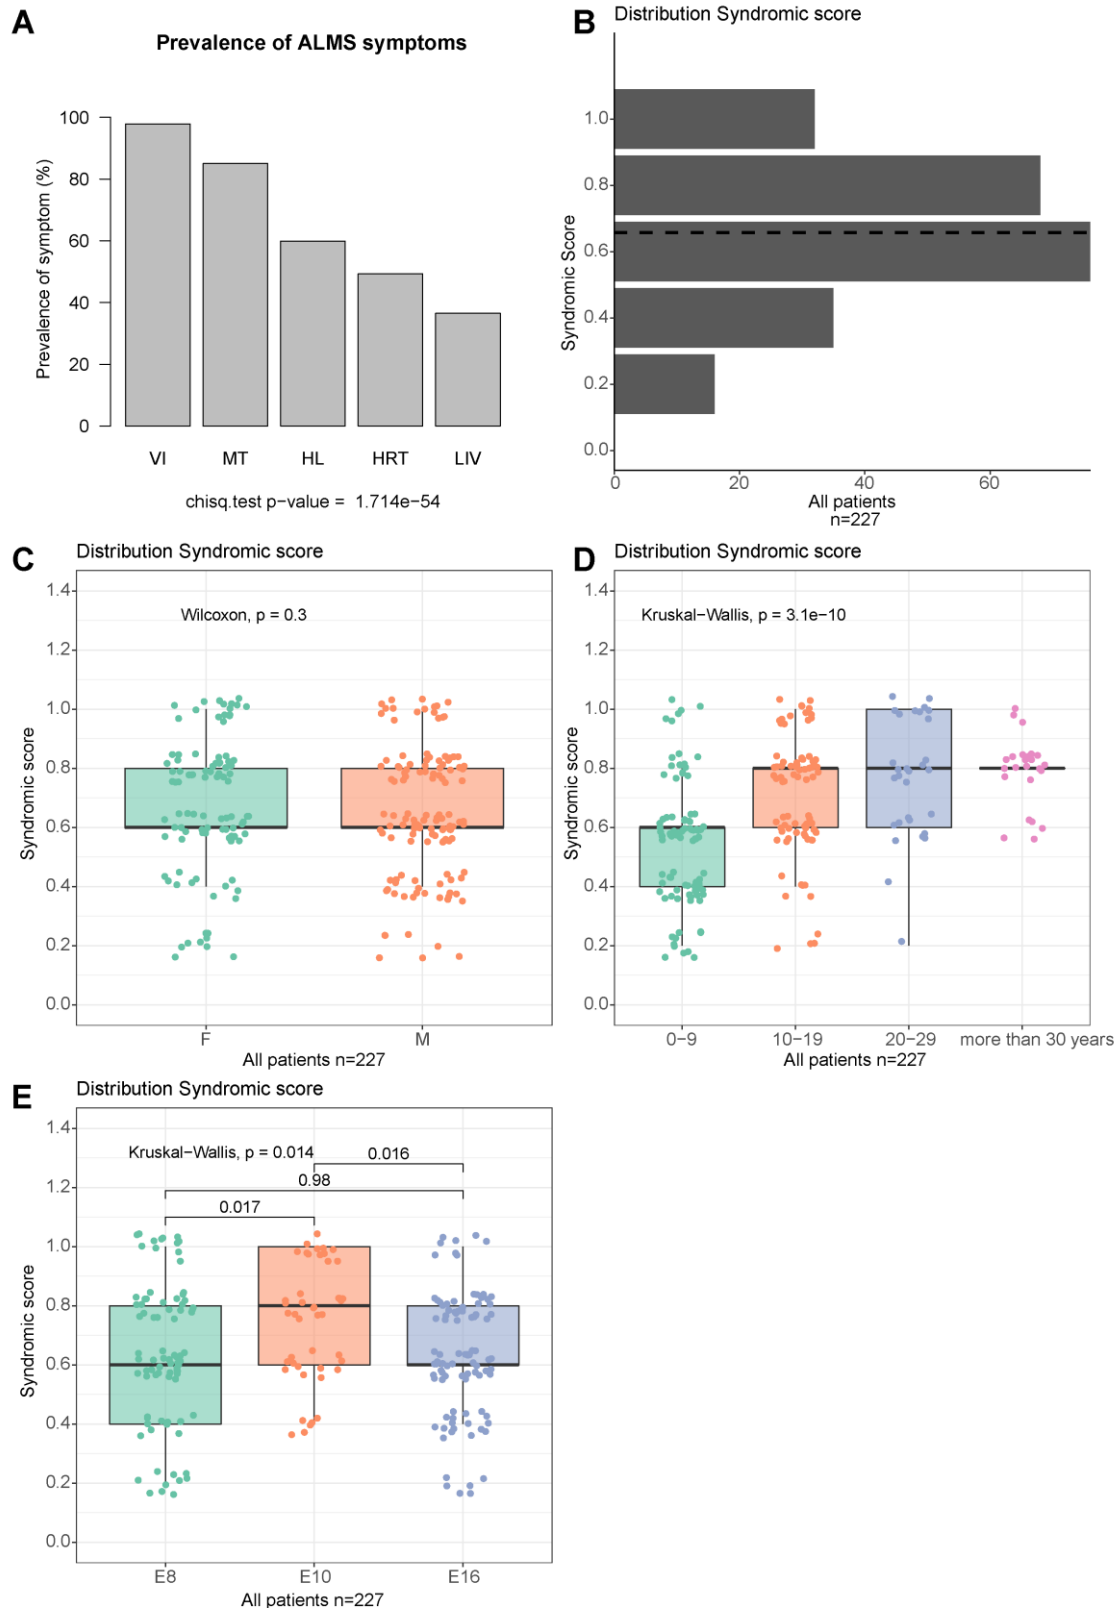 A
Prevalence of ALMS symptoms
Prevalence of symptom (%)
100
80
60
40
20
0
VI MT HL HRT LIV
chisq.test p−value = 1.714e−54
B
Distribution Syndromic score
Syndromic Score
1.0
0.8
0.6
0.4
0.2
0.0
0 20 40 60
All patients
n=227
C
Distribution Syndromic score
Wilcoxon, p = 0.3
Syndromic score
1.4
1.2
1.0
0.8
0.6
0.4
0.2
0.0
F M
All patients n=227
D
Distribution Syndromic score
Kruskal−Wallis, p = 3.1e−10
Syndromic score
1.4
1.2
1.0
0.8
0.6
0.4
0.2
0.0
0−9 10−19 20−29 more than 30 years
All patients n=227
E
Distribution Syndromic score
Kruskal−Wallis, p = 0.014
0.016
0.98
0.017
Syndromic score
1.4
1.2
1.0
0.8
0.6
0.4
0.2
0.0
E8 E10 E16
All patients n=227